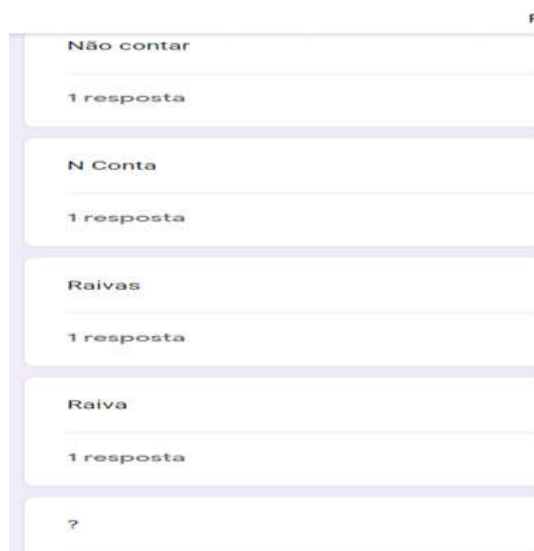 Não contar
1 resposta
N Conta
1 resposta
Raivas
1 resposta
Raiva
1 resposta
?